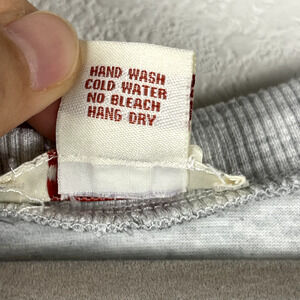 HAND WASH
COLD WATER
NO BLEACH
HANG DRY